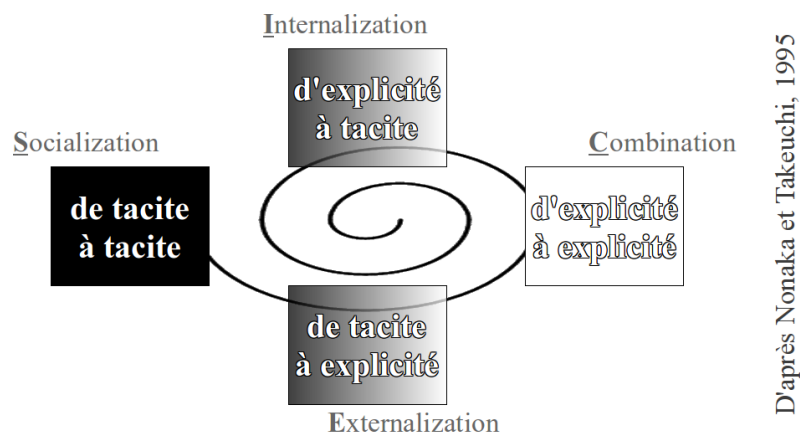 Internalization
d'explicité
à tacite
Socialization
de tacite
à tacite
Combination
d'explicité
à explicité
de tacite
à explicité
Externalization
D'après Nonaka et Takeuchi, 1995